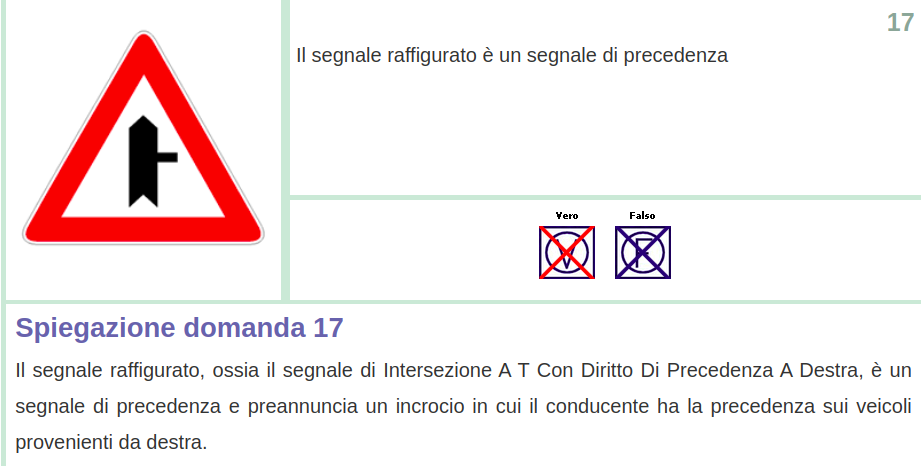 17
Il segnale raffigurato è un segnale di precedenza
Vero Falso
V F
Spiegazione domanda 17
Il segnale raffigurato, ossia il segnale di Intersezione A T Con Diritto Di Precedenza A Destra, è un
segnale di precedenza e preannuncia un incrocio in cui il conducente ha la precedenza sui veicoli
provenienti da destra.